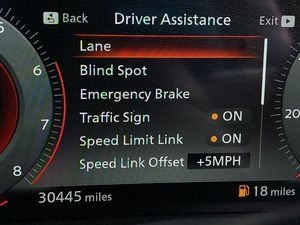 Back Driver Assistance Exit
Lane
Blind Spot
Emergency Brake
Traffic Sign ON
Speed Limit Link ON
Speed Link Offset +5MPH
5
6
7
8
20
30445 miles 18 miles